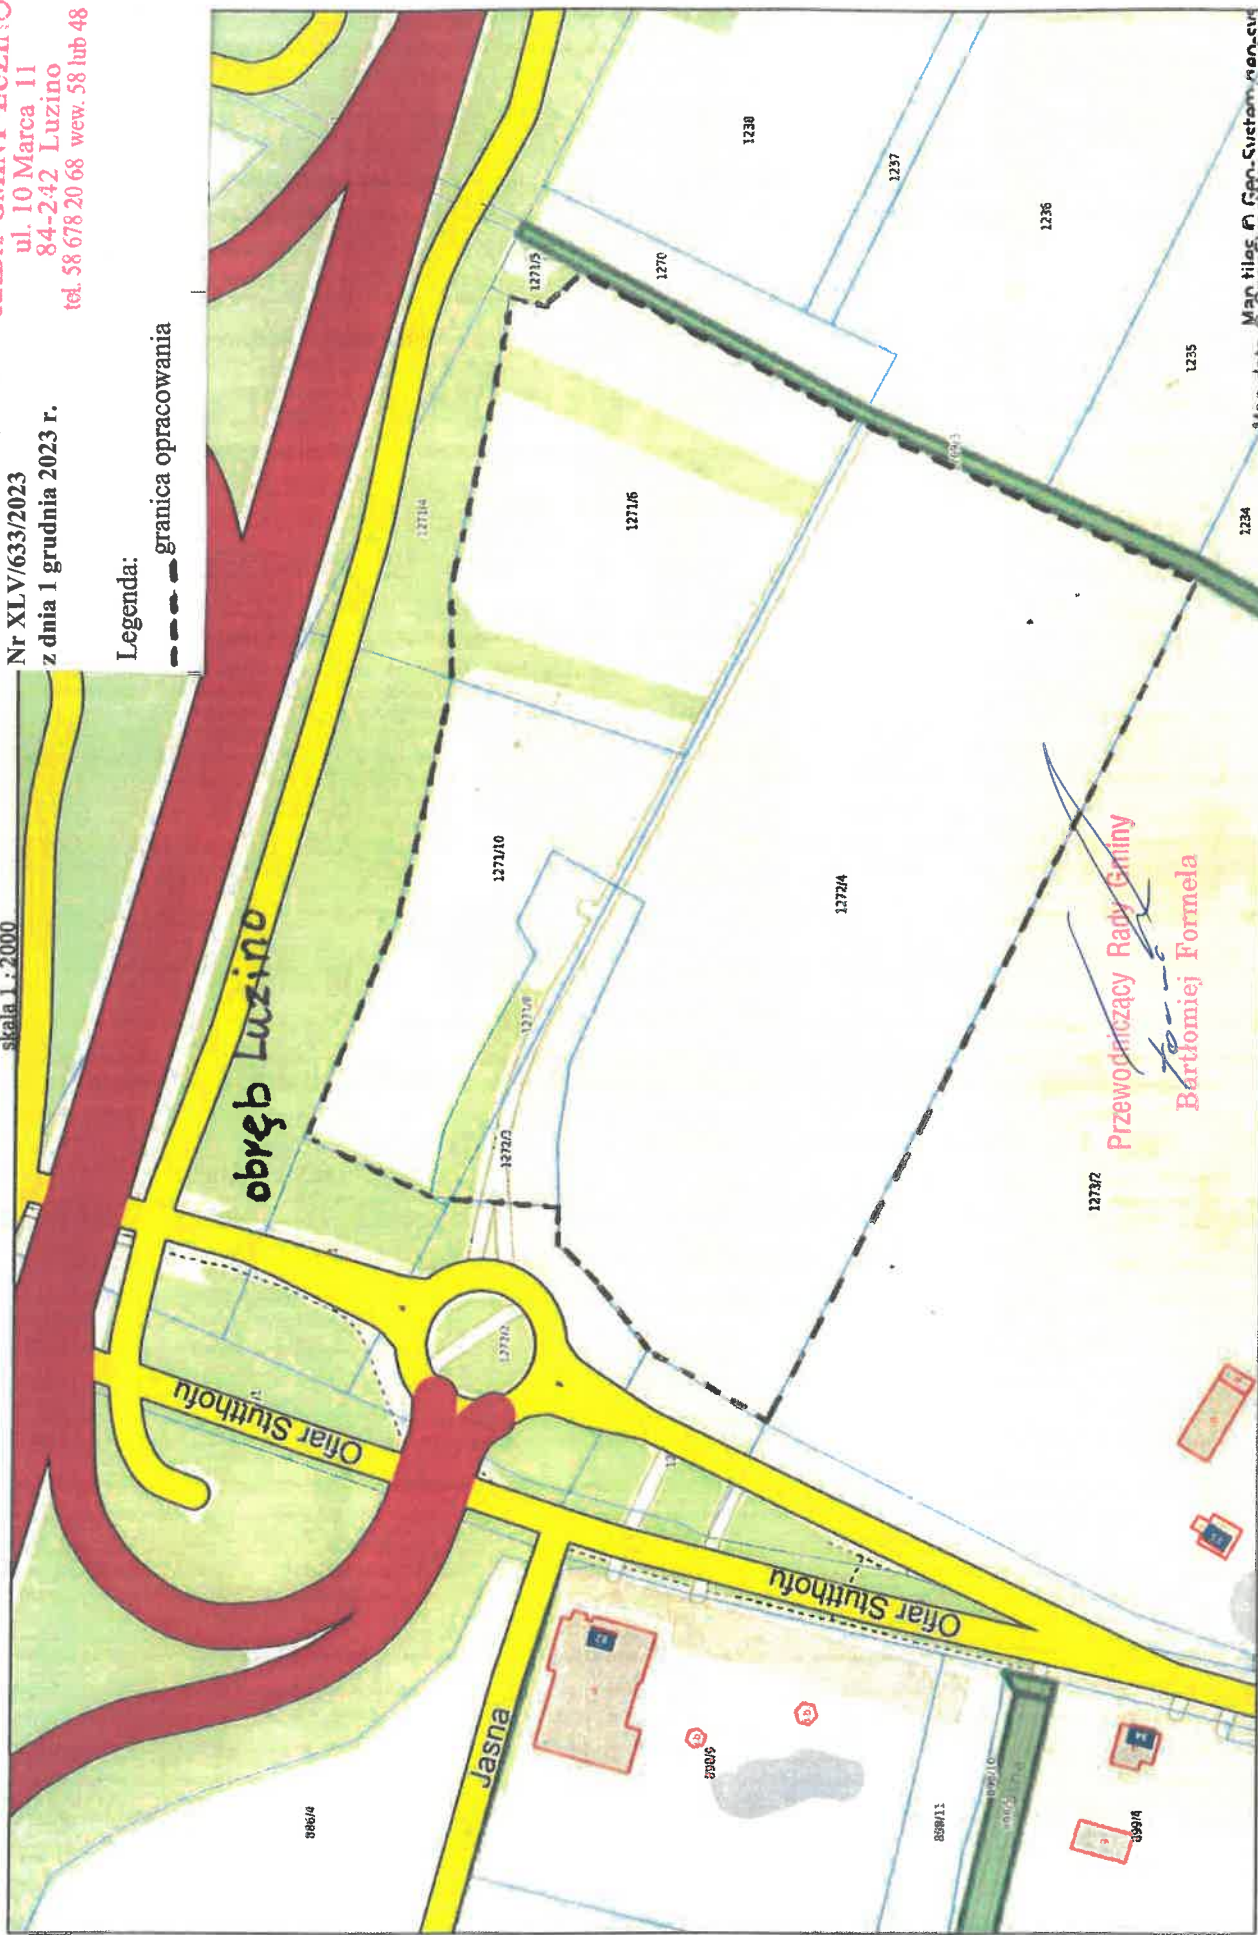 ul. 10 Marca 11
84-242 Luzino
tel. 58 678 20 68 wew. 58 lub 48
Nr XLV/633/2023
z dnia 1 grudnia 2023 r.
Legenda:
granica opracowania
skala 1 : 2000
obręb Luzino
1238
1237
1236
1235
1234
1270
1271/5
1271/4
1271/6
1271/10
1271/8
1272/3
1272/4
1272/2
1273/2
Ofiar Stutthofu
Ofiar Stutthofu
Jasna
886/4
898/11
899/4
Przewodniczący Rady Gminy
Bartłomiej Formela
Map tiles © Geo-System